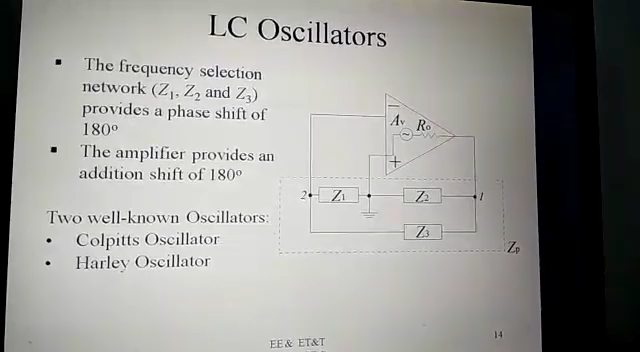 LC Oscillators
▪ The frequency selection
network (Z₁, Z₂ and Z₃)
provides a phase shift of
180º
▪ The amplifier provides an
addition shift of 180º
Two well-known Oscillators:
• Colpitts Oscillator
• Harley Oscillator
−
Av Ro
~
+
2 Z₁ Z₂ 1
Z₃
Zp
EE & ET&T
14